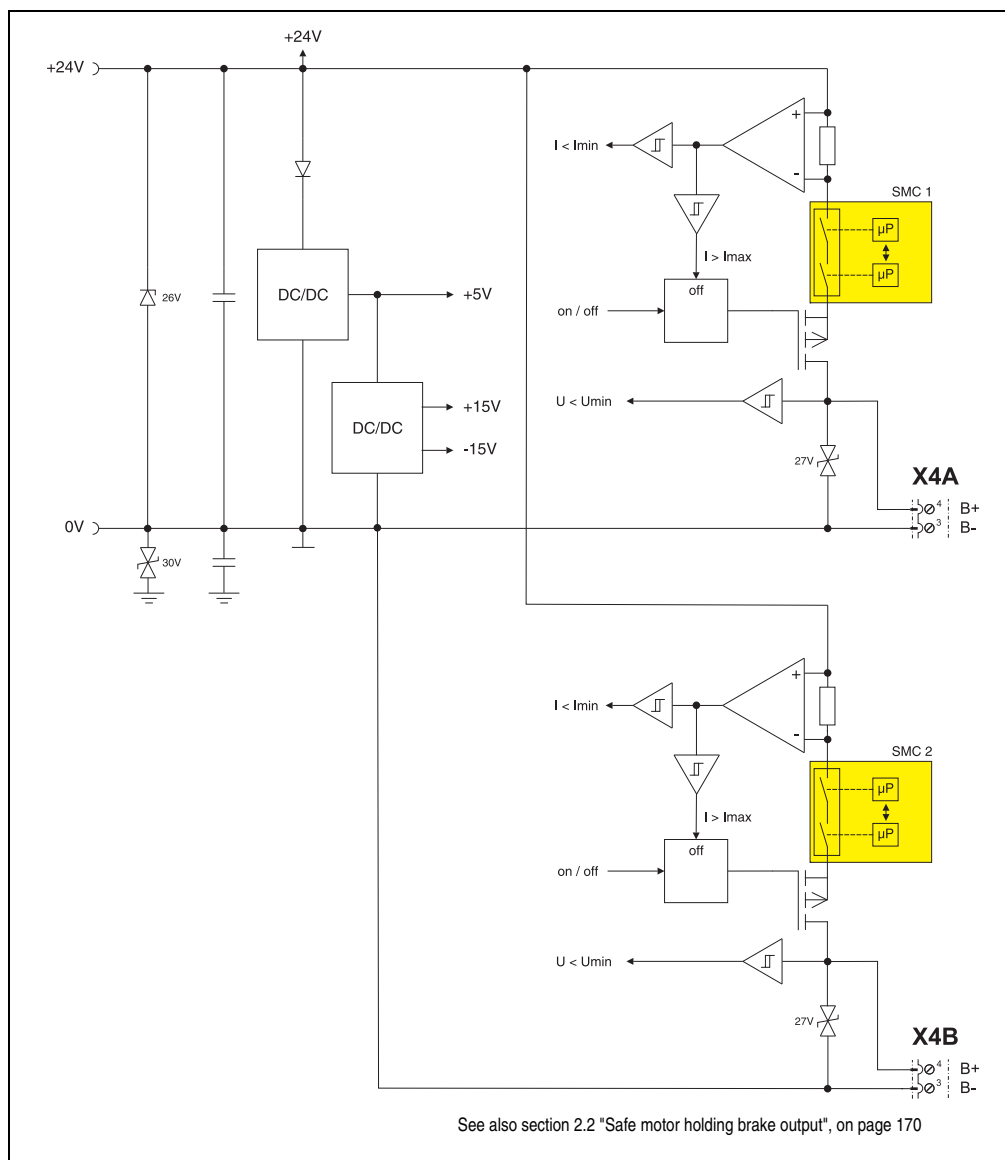 +24V
+24V
26V
DC/DC
+5V
DC/DC
+15V
-15V
0V
30V
+
-
I < Imin
I > Imax
SMC 1
µP
µP
off
on / off
U < Umin
27V
X4A
4 B+
3 B-
+
-
I < Imin
I > Imax
SMC 2
µP
µP
off
on / off
U < Umin
27V
X4B
4 B+
3 B-
See also section 2.2 "Safe motor holding brake output", on page 170